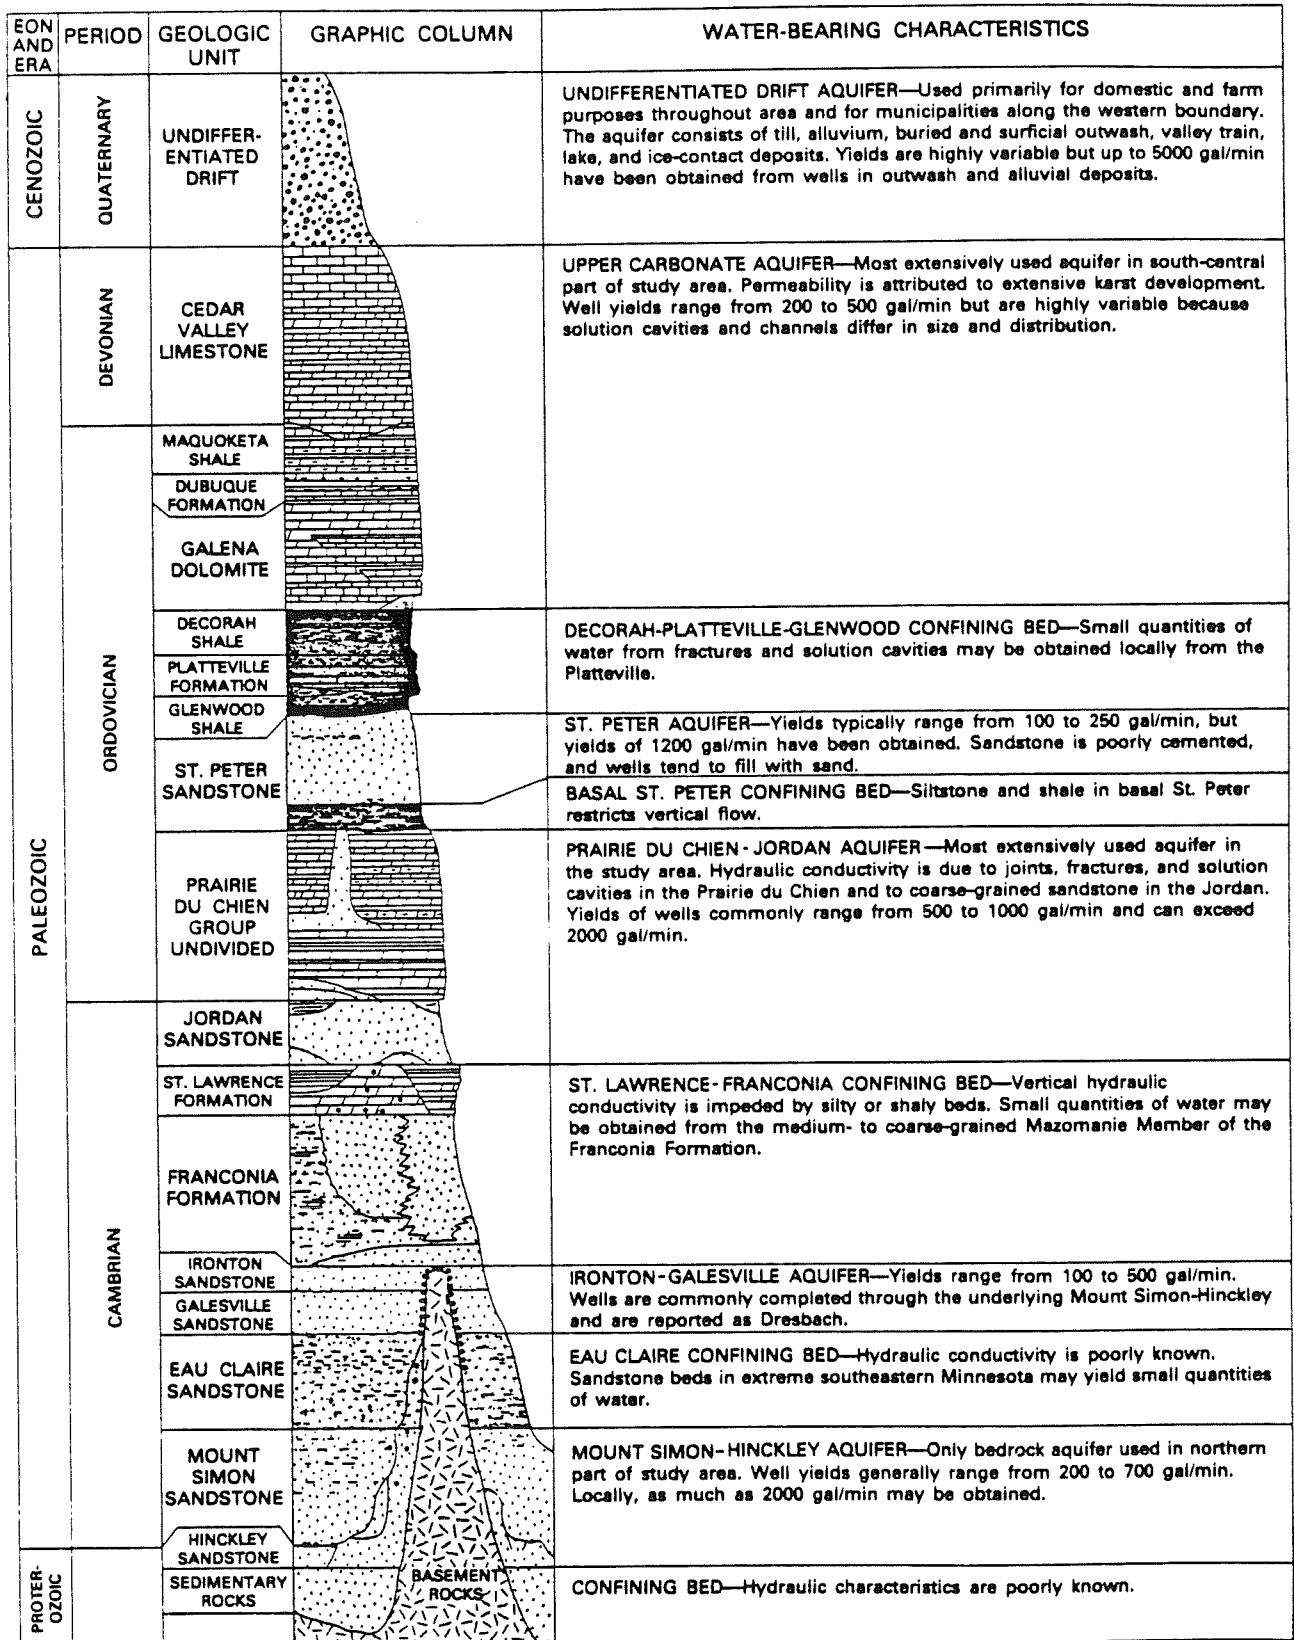 EON
AND
ERA
PERIOD
GEOLOGIC
UNIT
GRAPHIC COLUMN
WATER-BEARING CHARACTERISTICS
CENOZOIC
QUATERNARY
UNDIFFER-
ENTIATED
DRIFT
UNDIFFERENTIATED DRIFT AQUIFER—Used primarily for domestic and farm
purposes throughout area and for municipalities along the western boundary.
The aquifer consists of till, alluvium, buried and surficial outwash, valley train,
lake, and ice-contact deposits. Yields are highly variable but up to 5000 gal/min
have been obtained from wells in outwash and alluvial deposits.
PALEOZOIC
DEVONIAN
CEDAR
VALLEY
LIMESTONE
UPPER CARBONATE AQUIFER—Most extensively used aquifer in south-central
part of study area. Permeability is attributed to extensive karst development.
Well yields range from 200 to 500 gal/min but are highly variable because
solution cavities and channels differ in size and distribution.
ORDOVICIAN
MAQUOKETA
SHALE
DUBUQUE
FORMATION
GALENA
DOLOMITE
DECORAH
SHALE
PLATTEVILLE
FORMATION
GLENWOOD
SHALE
DECORAH-PLATTEVILLE-GLENWOOD CONFINING BED—Small quantities of
water from fractures and solution cavities may be obtained locally from the
Platteville.
ST. PETER
SANDSTONE
ST. PETER AQUIFER—Yields typically range from 100 to 250 gal/min, but
yields of 1200 gal/min have been obtained. Sandstone is poorly cemented,
and wells tend to fill with sand.
BASAL ST. PETER CONFINING BED—Siltstone and shale in basal St. Peter
restricts vertical flow.
PRAIRIE
DU CHIEN
GROUP
UNDIVIDED
PRAIRIE DU CHIEN - JORDAN AQUIFER—Most extensively used aquifer in
the study area. Hydraulic conductivity is due to joints, fractures, and solution
cavities in the Prairie du Chien and to coarse-grained sandstone in the Jordan.
Yields of wells commonly range from 500 to 1000 gal/min and can exceed
2000 gal/min.
CAMBRIAN
JORDAN
SANDSTONE
ST. LAWRENCE
FORMATION
FRANCONIA
FORMATION
ST. LAWRENCE-FRANCONIA CONFINING BED—Vertical hydraulic
conductivity is impeded by silty or shaly beds. Small quantities of water may
be obtained from the medium- to coarse-grained Mazomanie Member of the
Franconia Formation.
IRONTON
SANDSTONE
GALESVILLE
SANDSTONE
IRONTON-GALESVILLE AQUIFER—Yields range from 100 to 500 gal/min.
Wells are commonly completed through the underlying Mount Simon-Hinckley
and are reported as Dresbach.
EAU CLAIRE
SANDSTONE
EAU CLAIRE CONFINING BED—Hydraulic conductivity is poorly known.
Sandstone beds in extreme southeastern Minnesota may yield small quantities
of water.
MOUNT
SIMON
SANDSTONE
HINCKLEY
SANDSTONE
MOUNT SIMON-HINCKLEY AQUIFER—Only bedrock aquifer used in northern
part of study area. Well yields generally range from 200 to 700 gal/min.
Locally, as much as 2000 gal/min may be obtained.
PROTER-
OZOIC
SEDIMENTARY
ROCKS
BASEMENT
ROCKS
CONFINING BED—Hydraulic characteristics are poorly known.